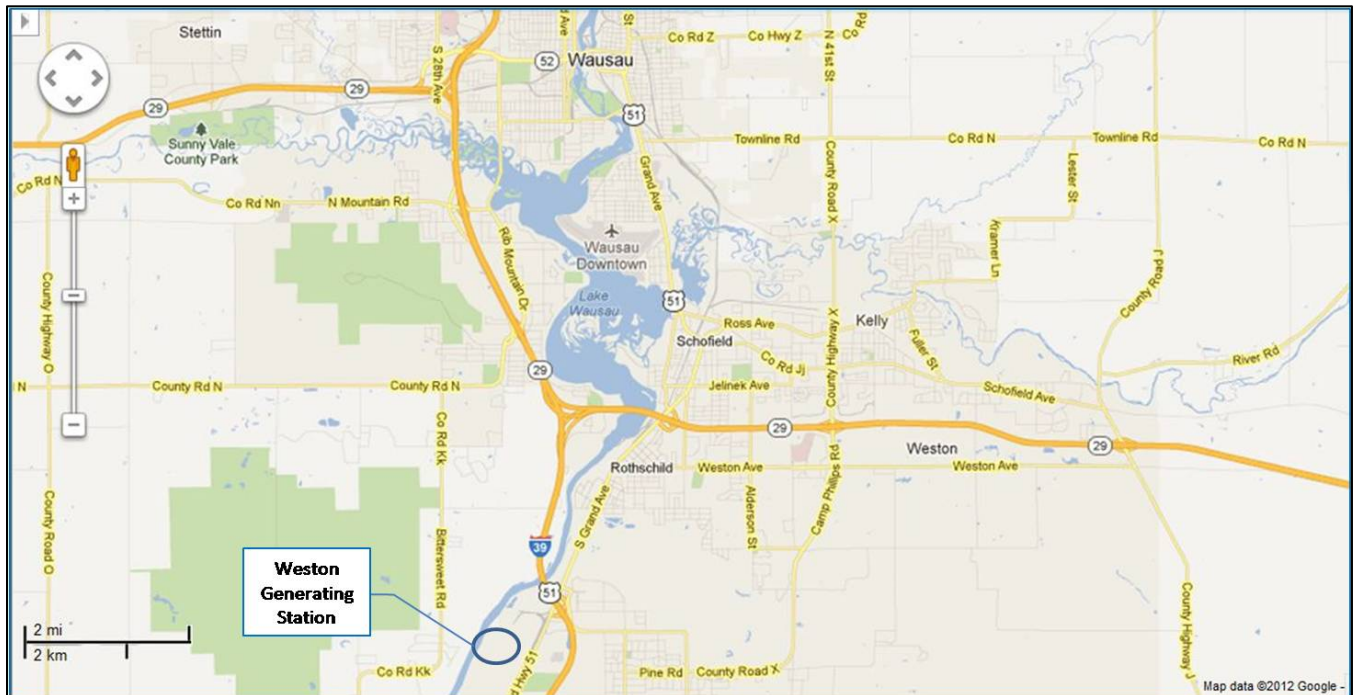 Stettin
S 28th Ave
29
29
52
Wausau
St
Co Rd Z
Co Hwy Z
N 41st St
Co Rd
51
Sunny Vale
County Park
Townline Rd
Co Rd N
Townline Rd
Co Rd N
Grand Ave
County Road X
Lester St
Co Rd N
Co Rd Nn
N Mountain Rd
Rib Mountain Dr
Wausau
Downtown
Kramer Ln
County Road J
County Highway O
Lake
Wausau
51
Ross Ave
Kelly
County Highway X
Schofield
Co Rd Jj
Fuller St
River Rd
N
County Rd N
County Rd N
29
Jelinek Ave
Schofield Ave
Co Rd Kk
29
Weston
29
Rothschild
Weston Ave
Weston Ave
County Road O
S Grand Ave
Alderson St
Camp Phillips Rd
Bittersweet Rd
39
Weston
Generating
Station
51
County Highway J
2 mi
2 km
Co Rd Kk
d Hwy 51
Pine Rd
County Road X
Map data ©2012 Google -